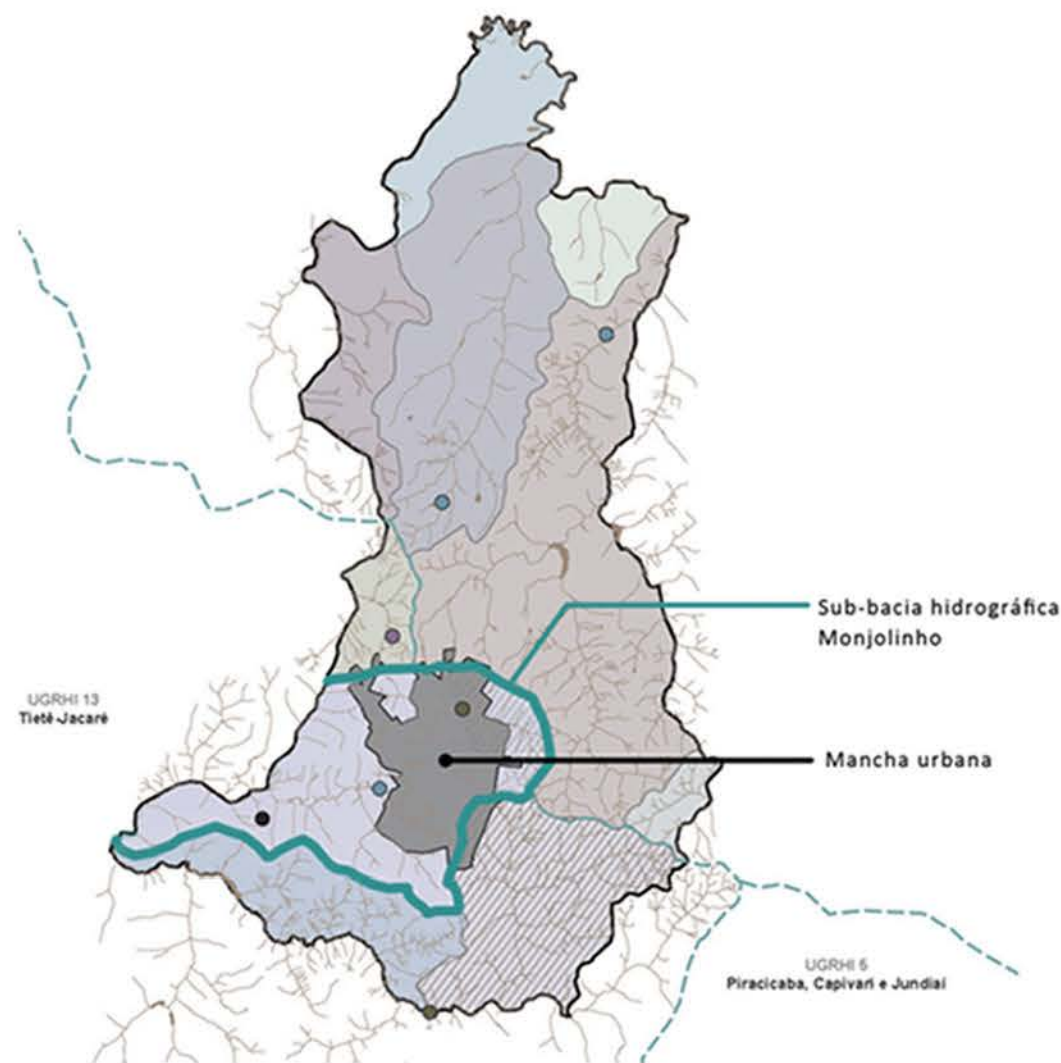 Sub-bacia hidrográfica
Monjolinho
UGRHI 13
Tietê-Jacaré
Mancha urbana
UGRHI 5
Piracicaba, Capivari e Jundiaí